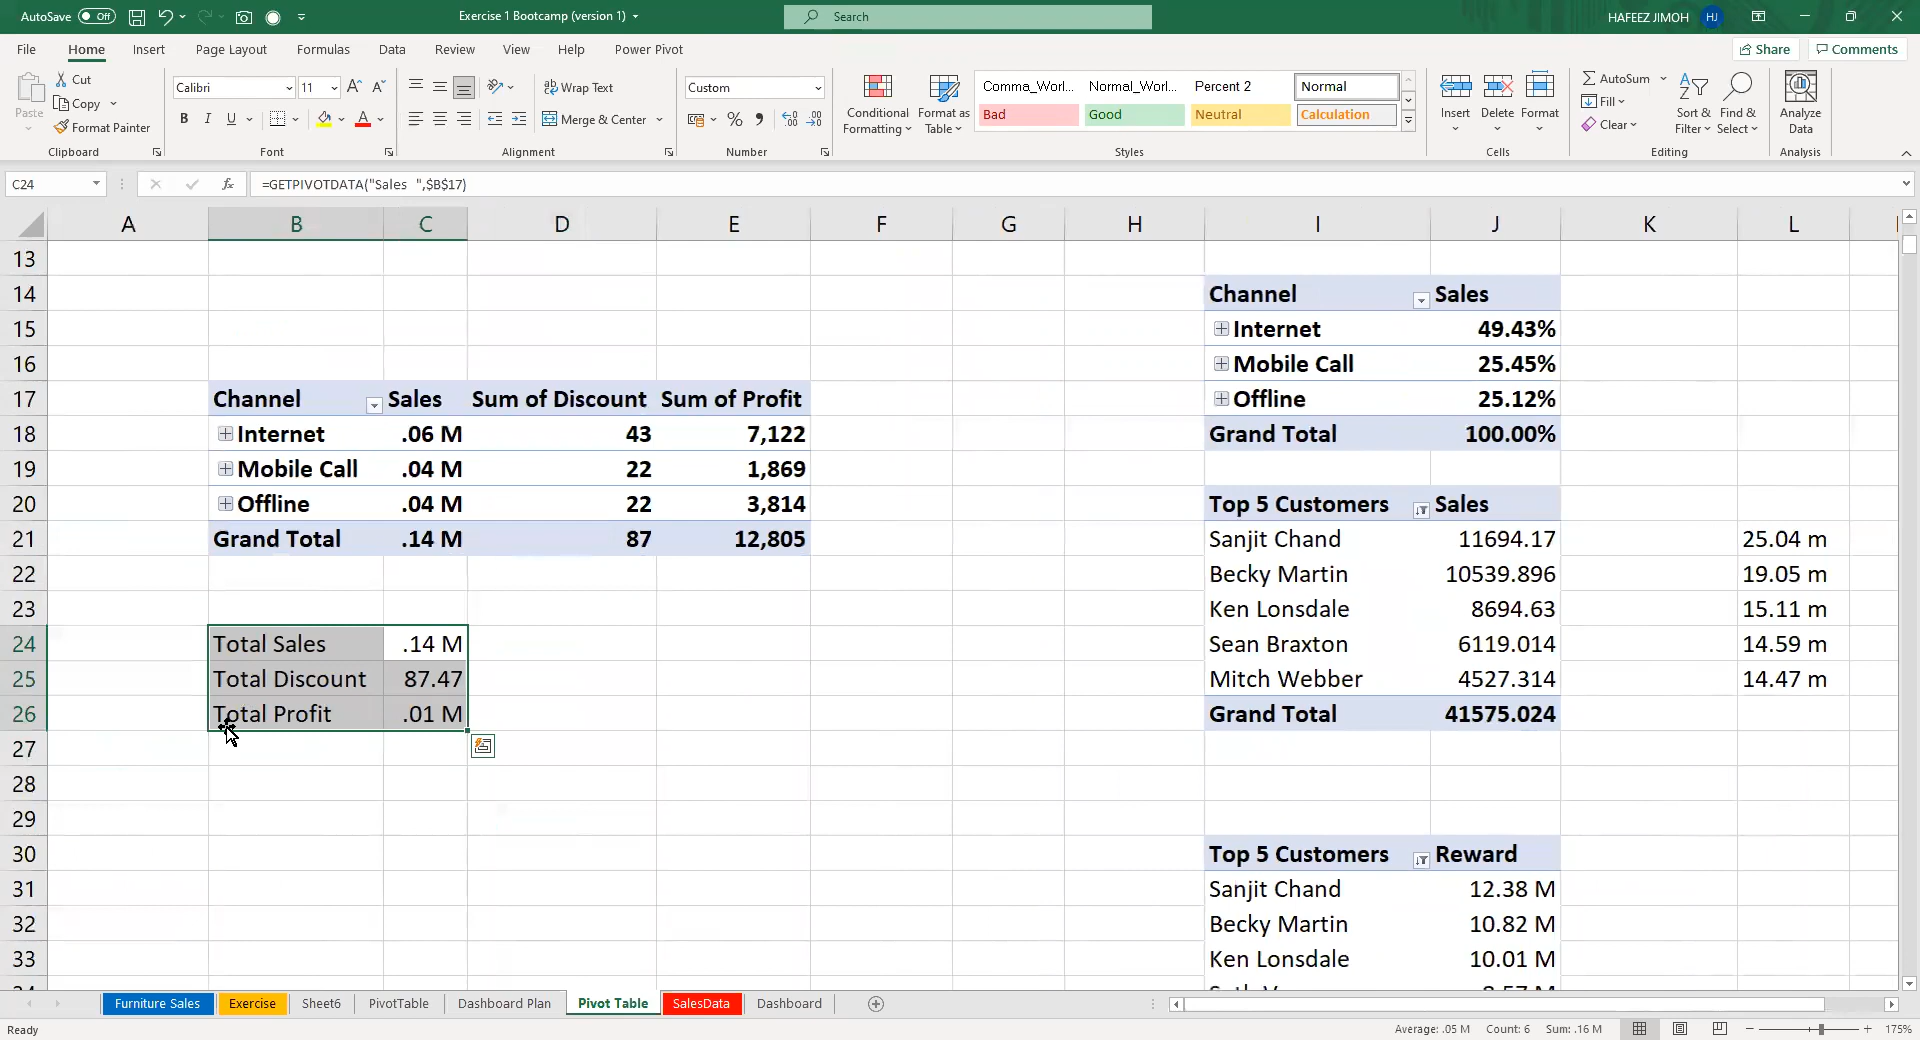 AutoSave Off Exercise 1 Bootcamp (version 1) Search HAFEEZ JIMOH HJ
File Home Insert Page Layout Formulas Data Review View Help Power Pivot Share Comments
Paste Cut Copy Format Painter Clipboard
Calibri 11 B I U A A A Font
Wrap Text Merge & Center Alignment
Custom % Number
Conditional Formatting Format as Table
Comma_Worl... Normal_Worl... Percent 2 Normal
Bad Good Neutral Calculation
Styles
Insert Delete Format Cells
AutoSum Fill Clear Sort & Filter Find & Select Editing
Analyze Data Analysis
C24 fx =GETPIVOTDATA("Sales ",$B$17)
A B C D E F G H I J K L
13
14 Channel Sales
15 Internet 49.43%
16 Mobile Call 25.45%
17 Channel Sales Sum of Discount Sum of Profit Offline 25.12%
18 Internet .06 M 43 7,122 Grand Total 100.00%
19 Mobile Call .04 M 22 1,869
20 Offline .04 M 22 3,814 Top 5 Customers Sales
21 Grand Total .14 M 87 12,805 Sanjit Chand 11694.17 25.04 m
22 Becky Martin 10539.896 19.05 m
23 Ken Lonsdale 8694.63 15.11 m
24 Total Sales .14 M Sean Braxton 6119.014 14.59 m
25 Total Discount 87.47 Mitch Webber 4527.314 14.47 m
26 Total Profit .01 M Grand Total 41575.024
27
28
29
30 Top 5 Customers Reward
31 Sanjit Chand 12.38 M
32 Becky Martin 10.82 M
33 Ken Lonsdale 10.01 M
Furniture Sales Exercise Sheet6 PivotTable Dashboard Plan Pivot Table SalesData Dashboard
Ready Average: .05 M Count: 6 Sum: .16 M 175%